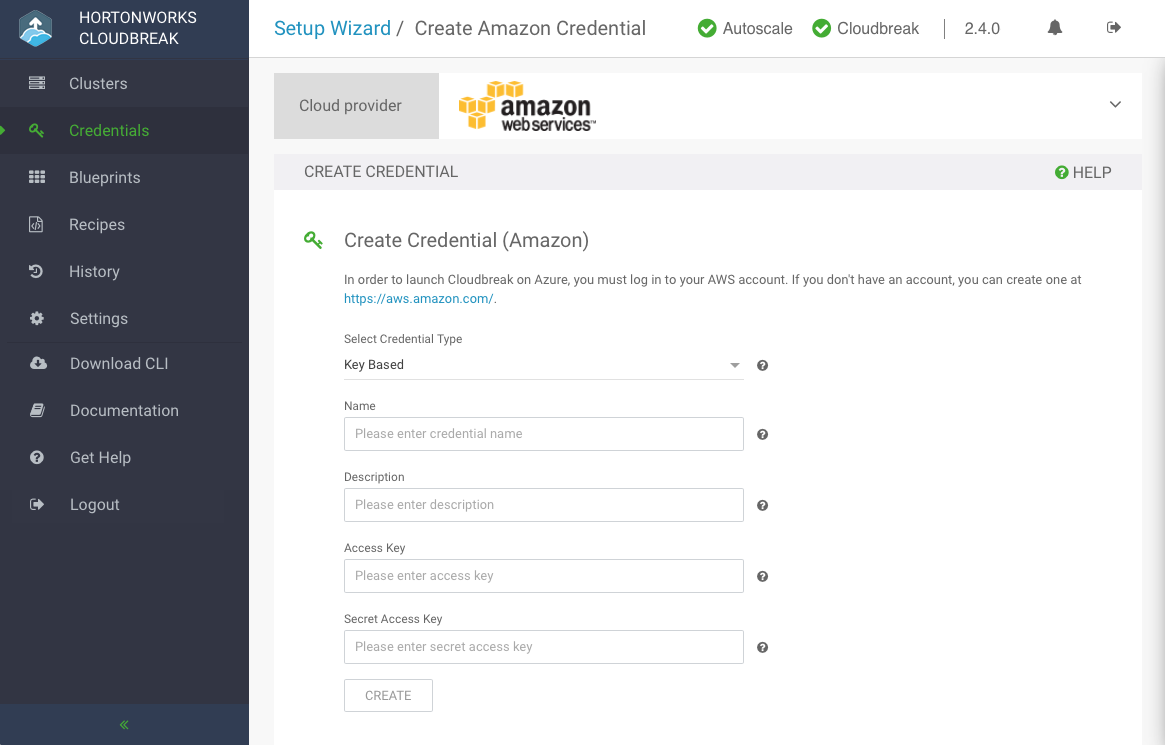 HORTONWORKS
CLOUDBREAK
Setup Wizard / Create Amazon Credential
Autoscale
Cloudbreak
2.4.0
Clusters
Credentials
Blueprints
Recipes
History
Settings
Download CLI
Documentation
Get Help
Logout
Cloud provider
amazon
web services™
CREATE CREDENTIAL
HELP
Create Credential (Amazon)
In order to launch Cloudbreak on Azure, you must log in to your AWS account. If you don't have an account, you can create one at
https://aws.amazon.com/.
Select Credential Type
Key Based
Name
Please enter credential name
Description
Please enter description
Access Key
Please enter access key
Secret Access Key
Please enter secret access key
CREATE